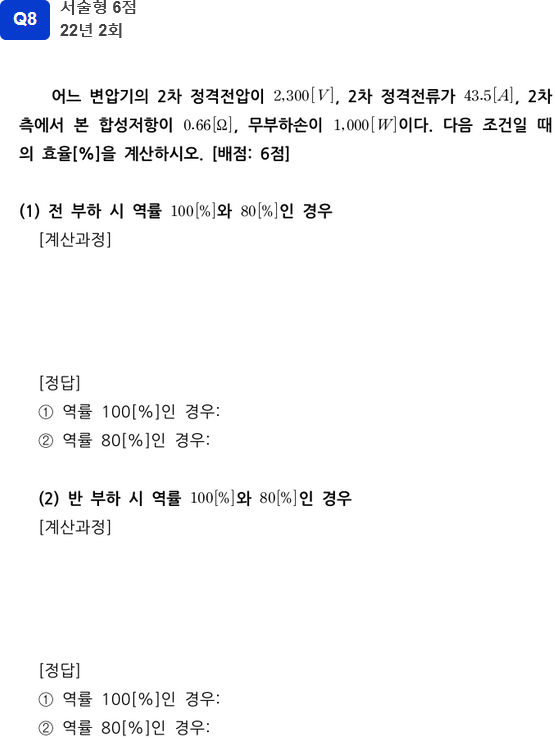 Q8
서술형 6점
22년 2회
어느 변압기의 2차 정격전압이 2,300[V], 2차 정격전류가 43.5[A], 2차
측에서 본 합성저항이 0.66[Ω], 무부하손이 1,000[W]이다. 다음 조건일 때
의 효율[%]을 계산하시오. [배점: 6점]
(1) 전 부하 시 역률 100[%]와 80[%]인 경우
[계산과정]
[정답]
① 역률 100[%]인 경우:
② 역률 80[%]인 경우:
(2) 반 부하 시 역률 100[%]와 80[%]인 경우
[계산과정]
[정답]
① 역률 100[%]인 경우:
② 역률 80[%]인 경우: